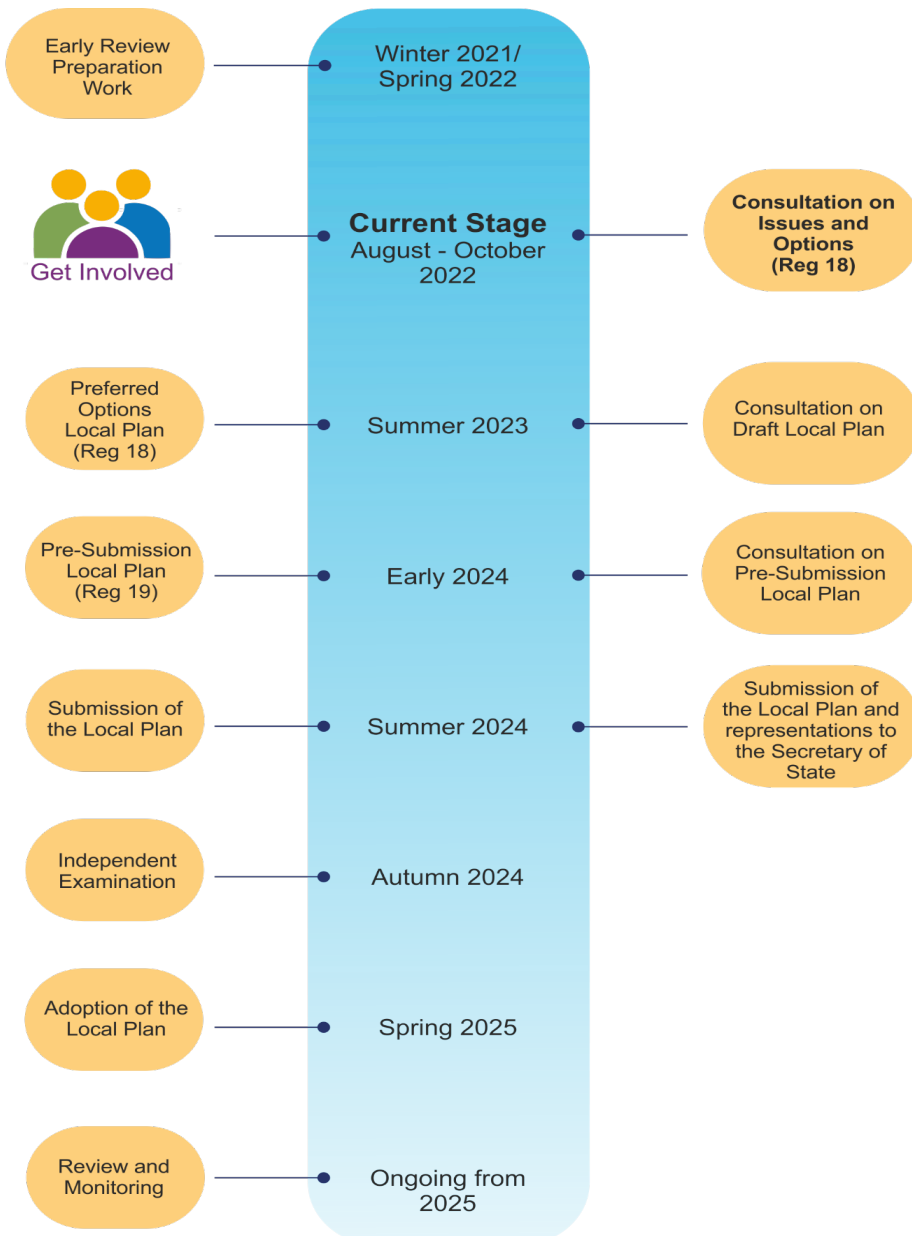 Early Review
Preparation
Work
Winter 2021/
Spring 2022
Get Involved
Current Stage
August - October
2022
Consultation on
Issues and
Options
(Reg 18)
Preferred
Options
Local Plan
(Reg 18)
Summer 2023
Consultation on
Draft Local Plan
Pre-Submission
Local Plan
(Reg 19)
Early 2024
Consultation on
Pre-Submission
Local Plan
Submission of
the Local Plan
Summer 2024
Submission of
the Local Plan and
representations to
the Secretary of
State
Independent
Examination
Autumn 2024
Adoption of the
Local Plan
Spring 2025
Review and
Monitoring
Ongoing from
2025